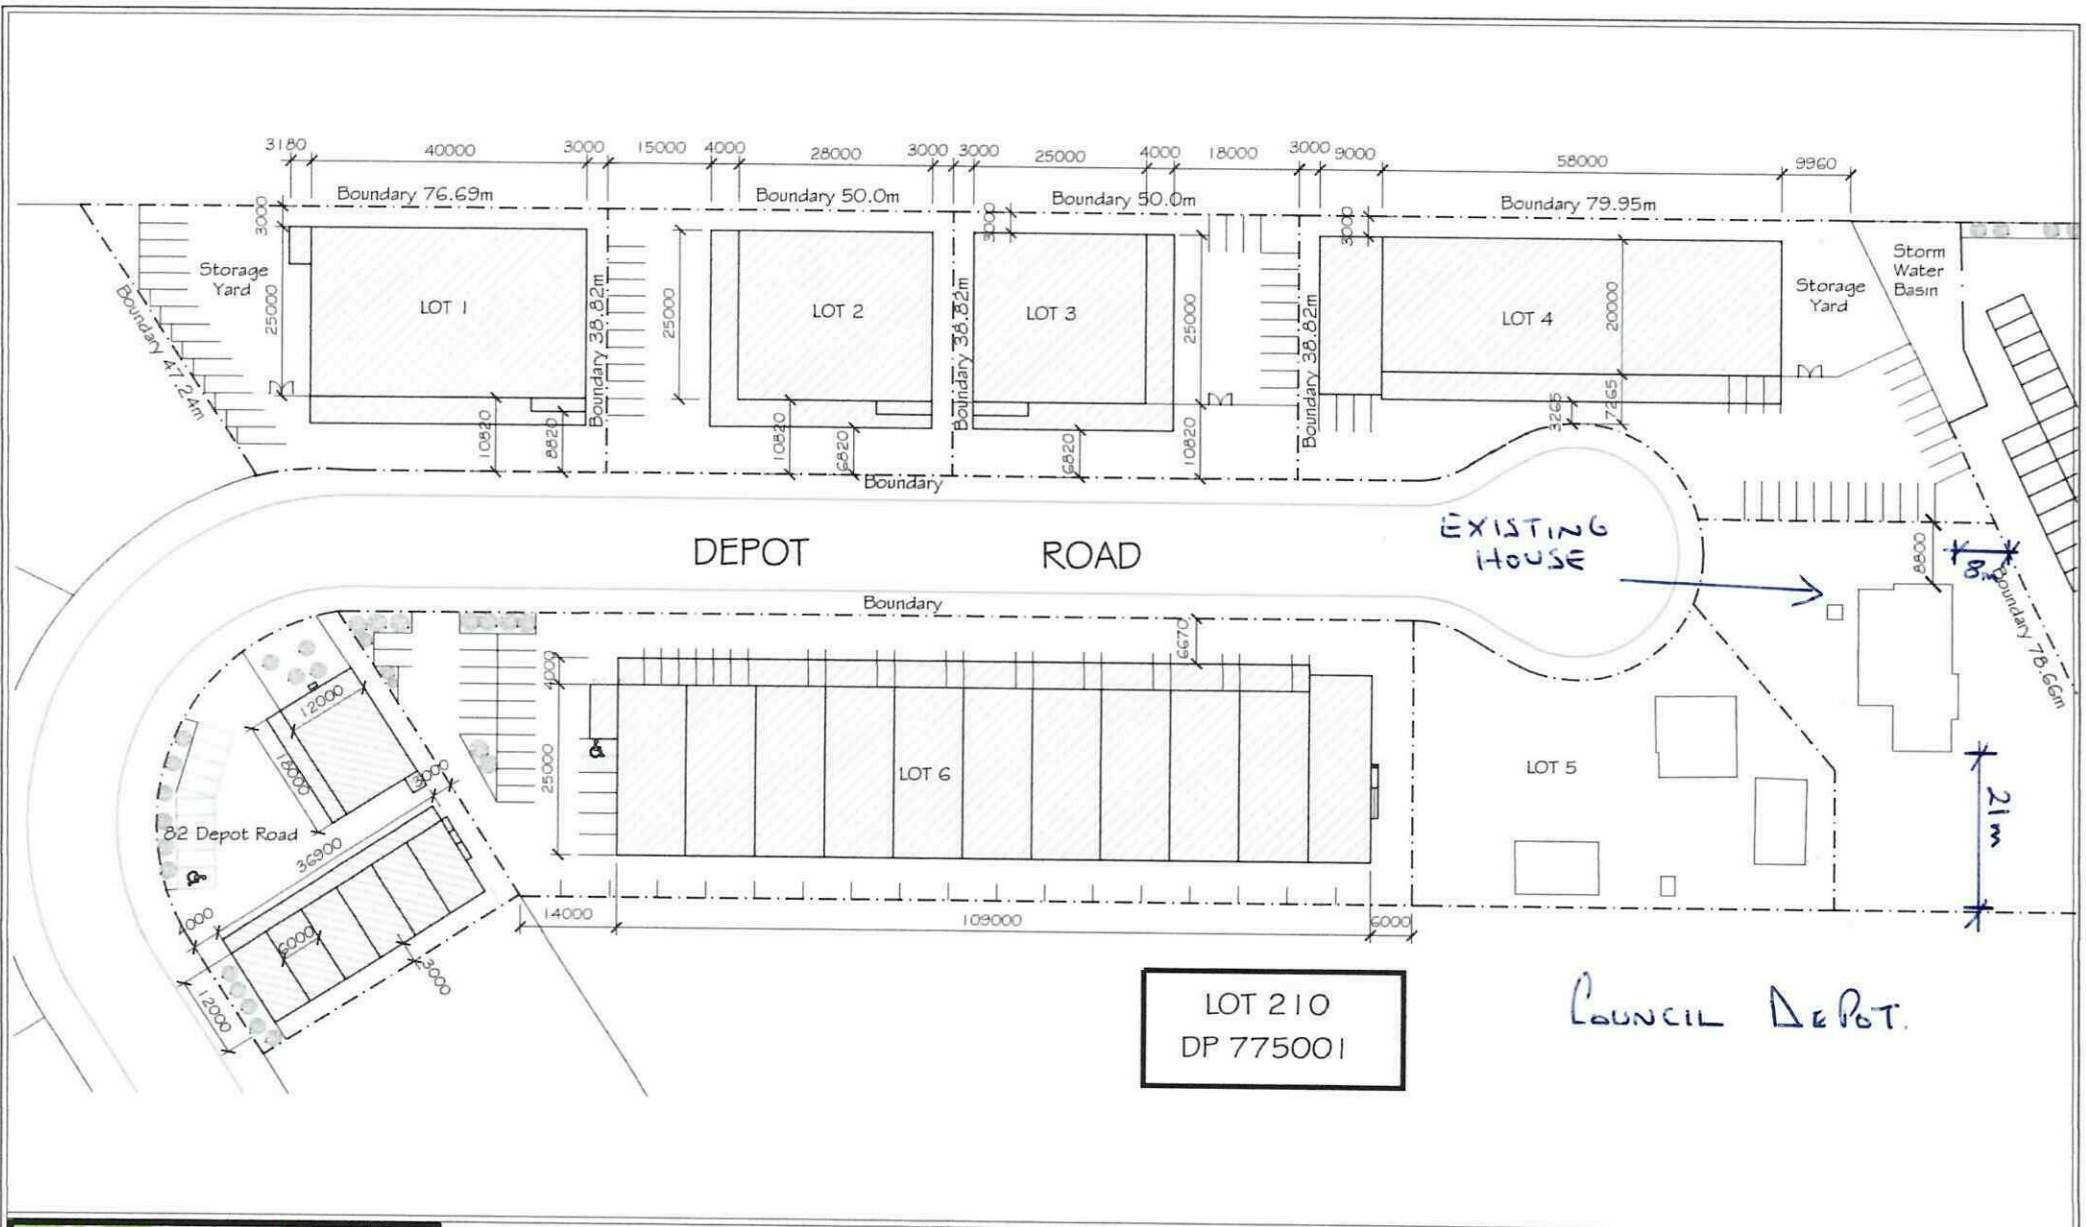 3180 40000 3000 15000 4000 28000 3000 3000 25000 4000 18000 3000 9000 58000 9960
Boundary 76.69m
Boundary 50.0m
Boundary 50.0m
Boundary 79.95m
3000
3000
3000
Storage
Yard
25000
LOT 1
Boundary 38.82m
25000
LOT 2
Boundary 38.82m
LOT 3
25000
Boundary 38.82m
LOT 4
20000
Storage
Yard
Storm
Water
Basin
Boundary 47.24m
10820
8820
10820
6820
6820
10820
3265
7265
Boundary
DEPOT ROAD
EXISTING
HOUSE
8800
8m
Boundary 78.66m
Boundary
6670
4000
12000
18000
3000
25000
LOT 6
LOT 5
21m
82 Depot Road
36900
4000
6000
3000
12000
14000
109000
6000
LOT 210
DP 775001
COUNCIL DEPOT.